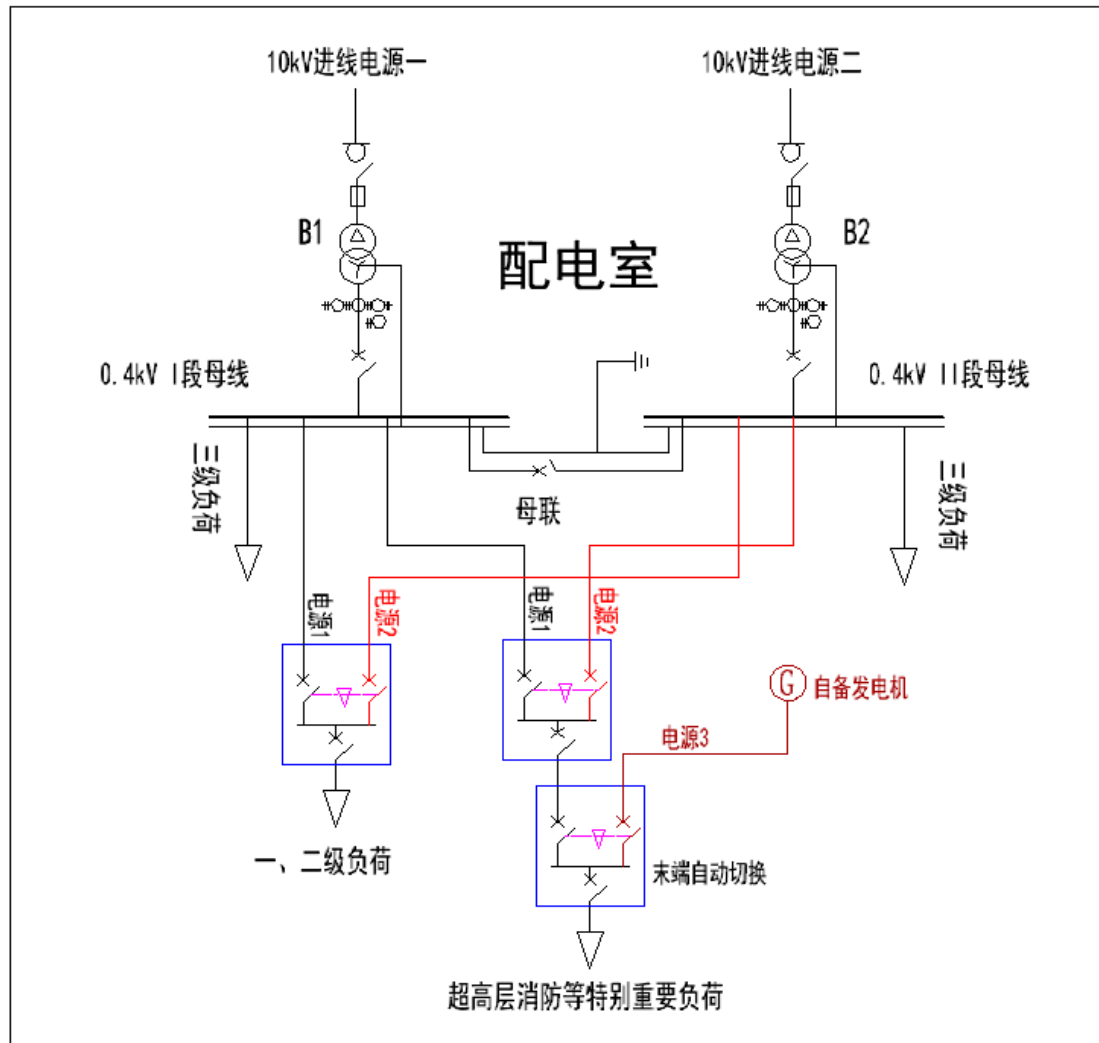 10kV进线电源一
10kV进线电源二
B1
B2
配电室
0.4kV I段母线
0.4kV II段母线
三级负荷
三级负荷
母联
电源1
电源2
电源1
电源2
G
自备发电机
电源3
一、二级负荷
末端自动切换
超高层消防等特别重要负荷